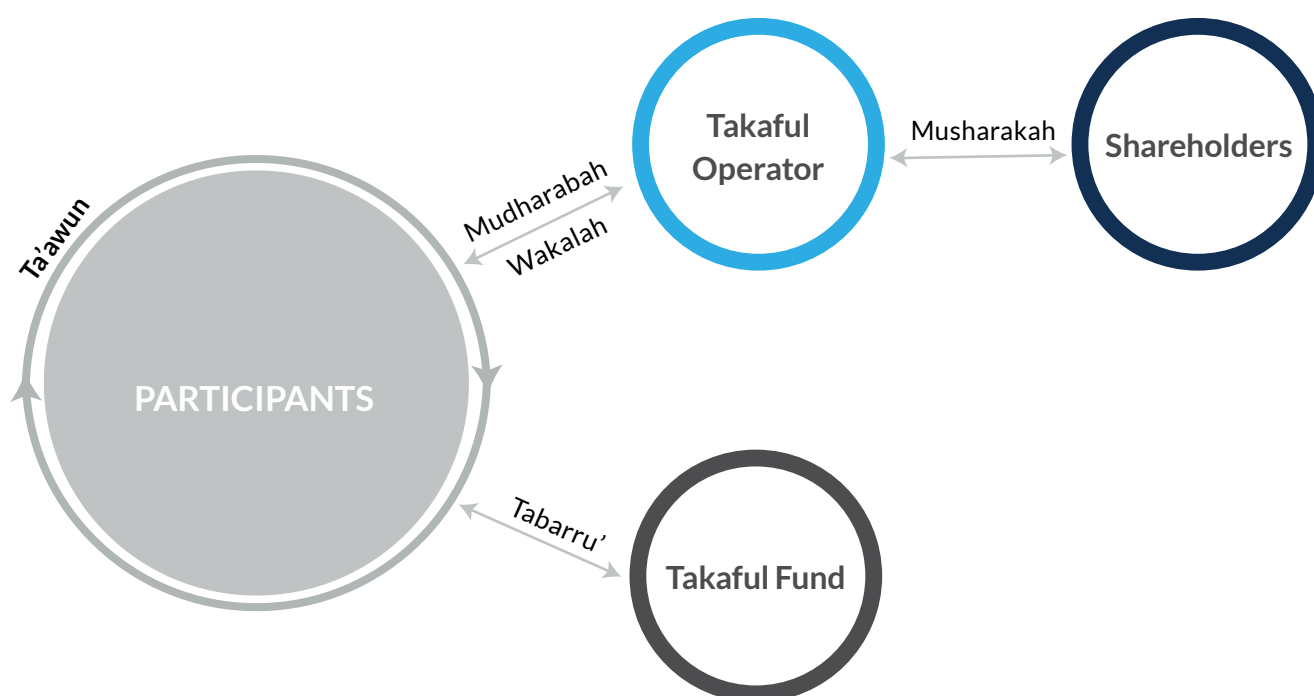 Ta’awun
PARTICIPANTS
Mudharabah
Wakalah
Takaful
Operator
Musharakah
Shareholders
Tabarru’
Takaful Fund